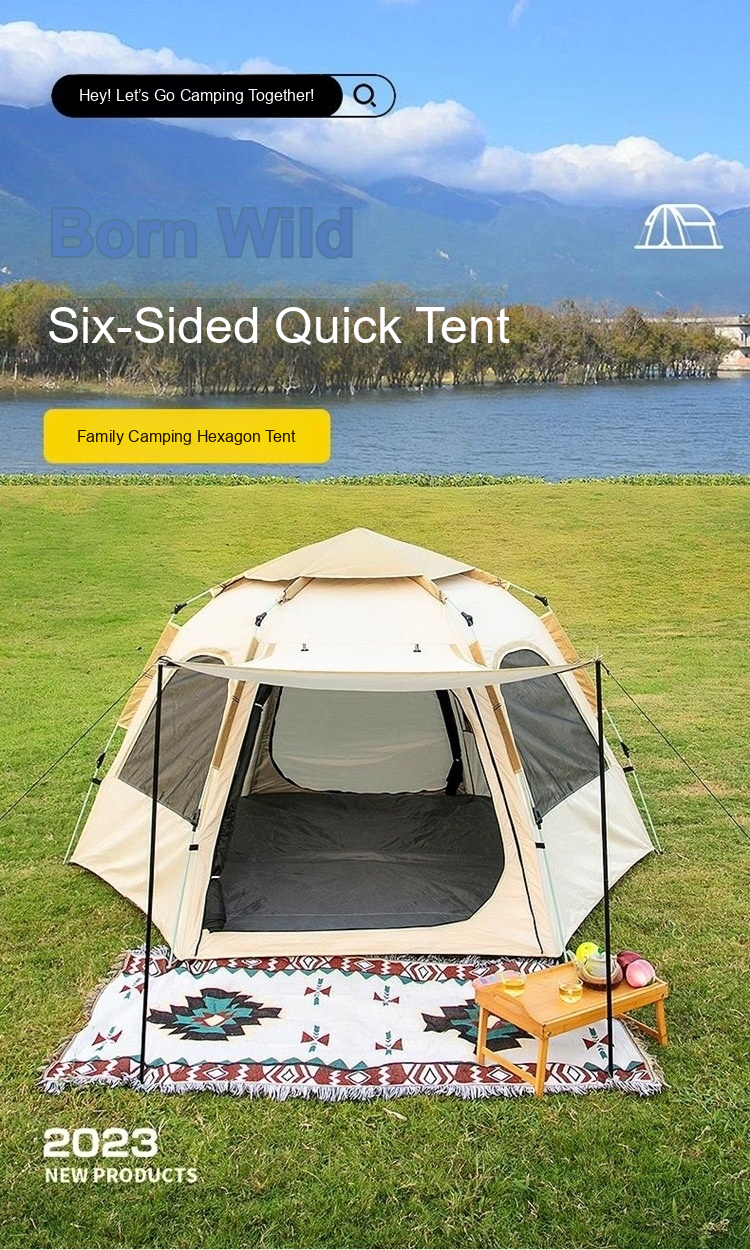 Hey! Let's Go Camping Together!
Born Wild
Six-Sided Quick Tent
Family Camping Hexagon Tent
2023
NEW PRODUCTS